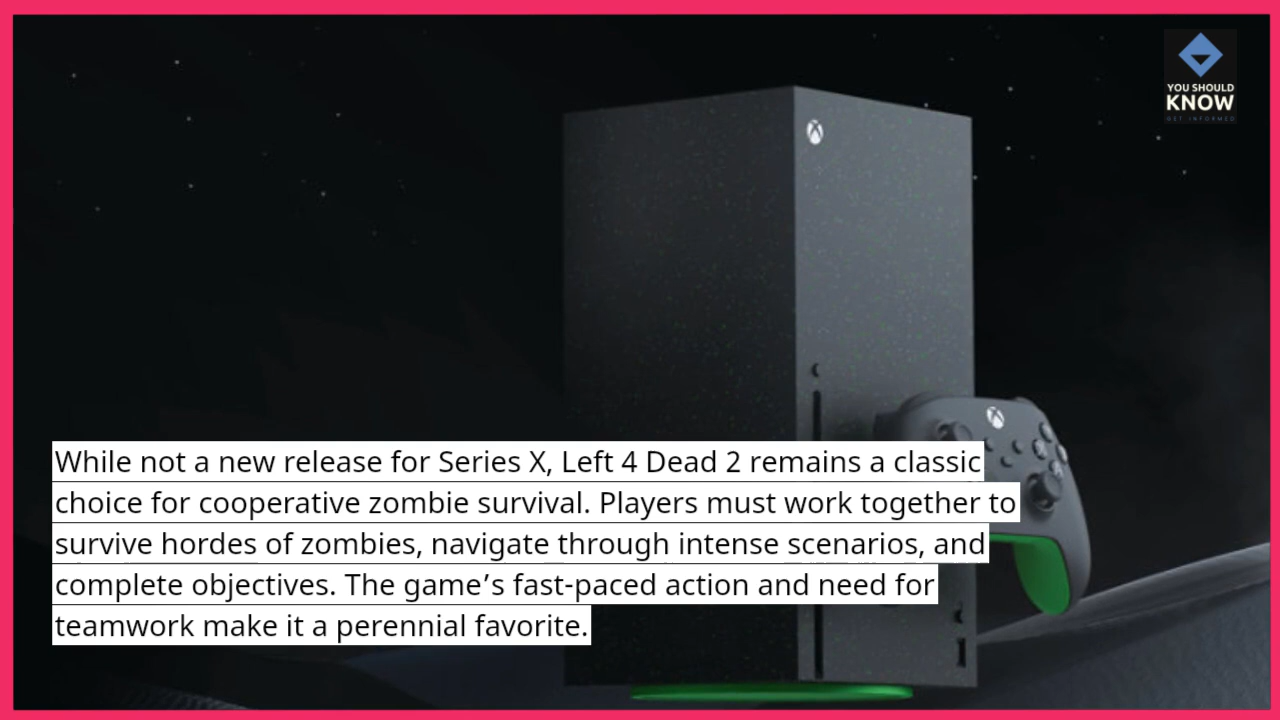 YOU SHOULD
KNOW
GET INFORMED
While not a new release for Series X, Left 4 Dead 2 remains a classic
choice for cooperative zombie survival. Players must work together to
survive hordes of zombies, navigate through intense scenarios, and
complete objectives. The game’s fast-paced action and need for
teamwork make it a perennial favorite.